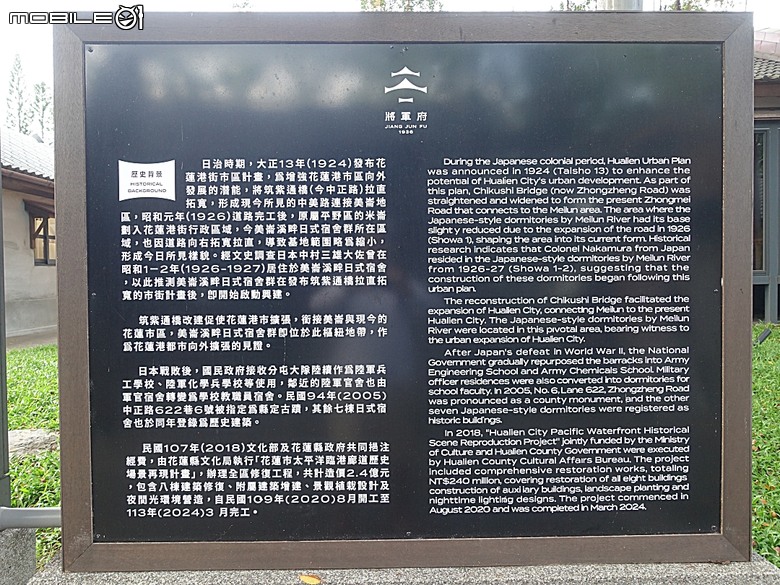 MOBILE01
將軍府
JIANG JUN FU
1936
歷史背景
HISTORICAL
BACKGROUND
日治時期，大正13年(1924)發布花
蓮港街市區計畫，為增強花蓮港市區向外
發展的潛能，將筑紫通橋(今中正路)拉直
拓寬，形成現今所見的中美路連接美崙地
區，昭和元年(1926)道路完工後，原屬平野區的米崙
劃入花蓮港街行政區域，今美崙溪畔日式宿舍群所在區
域，也因道路向右拓寬拉直，導致基地範圍略為縮小，
形成今日所見樣貌。經文史調查日本中村三雄大佐曾在
昭和1-2年(1926-1927)居住於美崙溪畔日式宿舍
，以此推測美崙溪畔日式宿舍群在發布筑紫通橋拉直拓
寬的市街計畫後，即開始啟動興建。
筑紫通橋改建促使花蓮港市擴張，銜接美崙與現今的
花蓮市區，美崙溪畔日式宿舍群即位於此樞紐地帶，作
為花蓮港都市向外擴張的見證。
日本戰敗後，國民政府接收分屯大隊陸續作為陸軍兵
工學校、陸軍化學兵學校等使用，鄰近的陸軍官舍也由
軍官宿舍轉變為學校教職員宿舍。民國94年(2005)
中正路622巷6號被指定為縣定古蹟，其餘七棟日式宿
舍也於同年登錄為歷史建築。
民國107年(2018)文化部及花蓮縣政府共同挹注
經費，由花蓮縣文化局執行「花蓮市太平洋臨港廊道歷史
場景再現計畫」，辦理全區修復工程，共計造價2.4億元
，包含八棟建築修復、附屬建築增建、景觀植栽設計及
夜間光環境營造，自民國109年(2020)8月開工至
113年(2024)3 月完工。
During the Japanese colonial period, Hualien Urban Plan
was announced in 1924 (Taisho 13) to enhance the
potential of Hualien City's urban development. As part of
this plan, Chikushi Bridge (now Zhongzheng Road) was
straightened and widened to form the present Zhongmei
Road that connects to the Meilun area. The area where the
Japanese-style dormitories by Meilun River had its base
slight y reduced due to the expansion of the road in 1926
(Showa 1), shaping the area into its current form. Historical
research indicates that Colonel Nakamura from Japan
resided in the Japanese-style dormitories by Meilun River
from 1926-27 (Showa 1-2), suggesting that the
construction of these dormitories began following this
urban plan.
The reconstruction of Chikushi Bridge facilitated the
expansion of Hualien City, connecting Meilun to the present
Hualien City. The Japanese-style dormitories by Meilun
River were located in this pivotal area, bearing witness to
the urban expansion of Hualien City.
After Japan's defeat in World War II, the National
Government gradually repurposed the barracks into Army
Engineering School and Army Chemicals School. Military
officer residences were also converted into dormitories for
school faculty. In 2005, No. 6, Lane 622, Zhongzheng Road
was pronounced as a county monument, and the other
seven Japanese-style dormitories were registered as
historic buildings.
In 2018, "Hualien City Pacific Waterfront Historical
Scene Reproduction Project" jointly funded by the Ministry
of Culture and Hualien County Government were executed
by Hualien County Cultural Affairs Bureau. The project
included comprehensive restoration works, totaling
NT$240 million, covering restoration of all eight buildings,
construction of auxiliary buildings, landscape planting and
nighttime lighting designs. The project commenced in
August 2020 and was completed in March 2024.